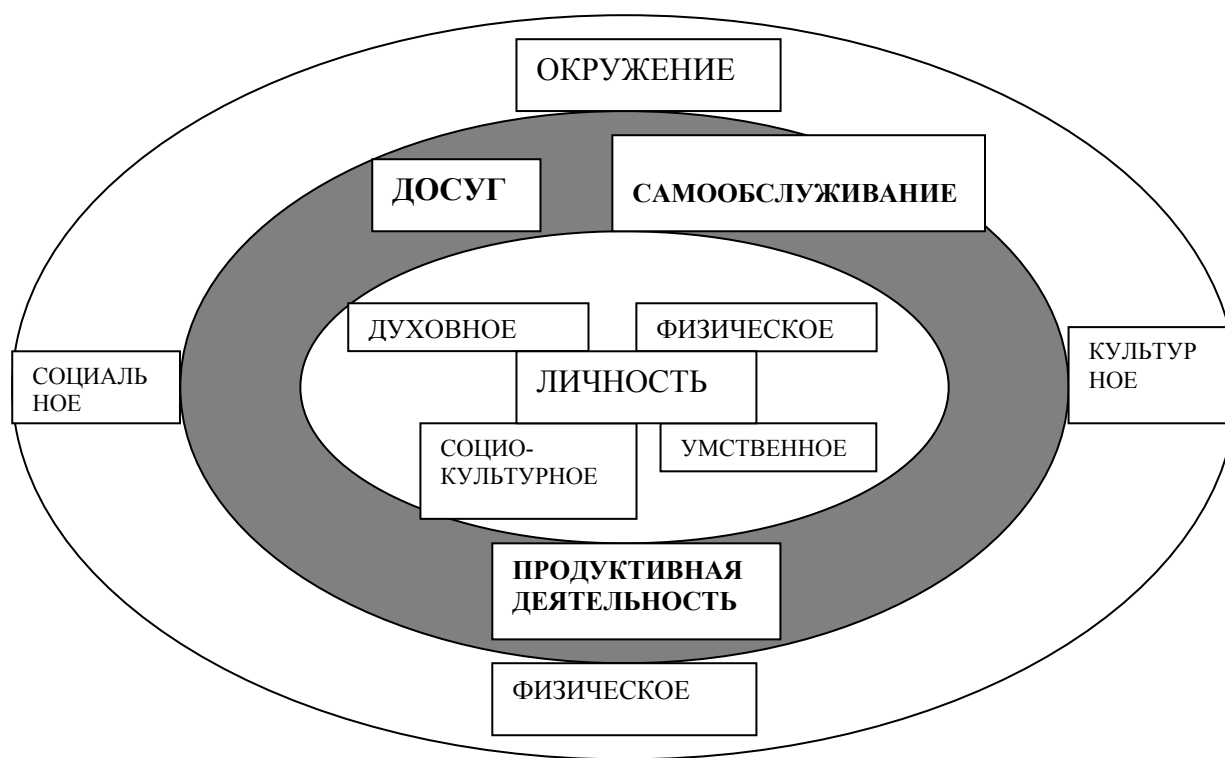 ОКРУЖЕНИЕ
ДОСУГ
САМООБСЛУЖИВАНИЕ
ДУХОВНОЕ
ФИЗИЧЕСКОЕ
СОЦИАЛЬ
НОЕ
ЛИЧНОСТЬ
КУЛЬТУР
НОЕ
СОЦИО-
КУЛЬТУРНОЕ
УМСТВЕННОЕ
ПРОДУКТИВНАЯ
ДЕЯТЕЛЬНОСТЬ
ФИЗИЧЕСКОЕ